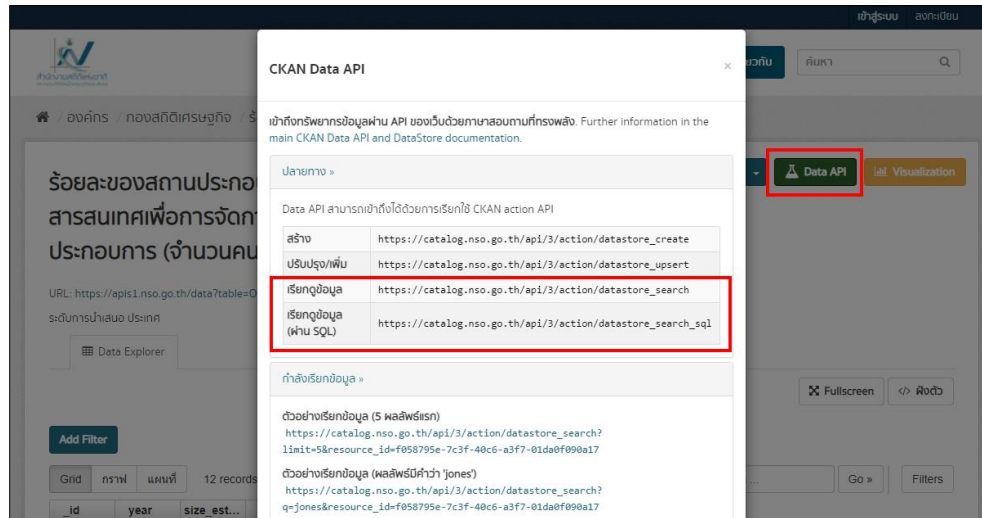 เข้าสู่ระบบ ลงทะเบียน
สำนักงานสถิติแห่งชาติ
ค้นหา
/ องค์กร / กองสถิติเศรษฐกิจ /
CKAN Data API ×
เข้าถึงทรัพยากรข้อมูลผ่าน API ของเว็บด้วยภาษาสอบถามที่ทรงพลัง. Further information in the
main CKAN Data API and DataStore documentation.
Data API
Visualization
ร้อยละของสถานประกอ
สารสนเทศเพื่อการจัดกา
ประกอบการ (จำนวนคน
URL: https://apis1.nso.go.th/data?table=O
ระดับการนำเสนอ ประเทศ
Data Explorer
ปลายทาง »
Data API สามารถเข้าถึงได้ด้วยการเรียกใช้ CKAN action API
สร้าง https://catalog.nso.go.th/api/3/action/datastore_create
ปรับปรุง/เพิ่ม https://catalog.nso.go.th/api/3/action/datastore_upsert
เรียกดูข้อมูล https://catalog.nso.go.th/api/3/action/datastore_search
เรียกดูข้อมูล
(ผ่าน SQL) https://catalog.nso.go.th/api/3/action/datastore_search_sql
กำลังเรียกข้อมูล »
Fullscreen </> ฝังตัว
ตัวอย่างเรียกข้อมูล (5 ผลลัพธ์แรก)
https://catalog.nso.go.th/api/3/action/datastore_search?
limit=5&resource_id=f058795e-7c3f-40c6-a3f7-01da0f090a17
ตัวอย่างเรียกข้อมูล (ผลลัพธ์มีคำว่า 'jones')
https://catalog.nso.go.th/api/3/action/datastore_search?
q=jones&resource_id=f058795e-7c3f-40c6-a3f7-01da0f090a17
Add Filter
Grid กราฟ แผนที่ 12 records
... Go » Filters
_id year size_est...